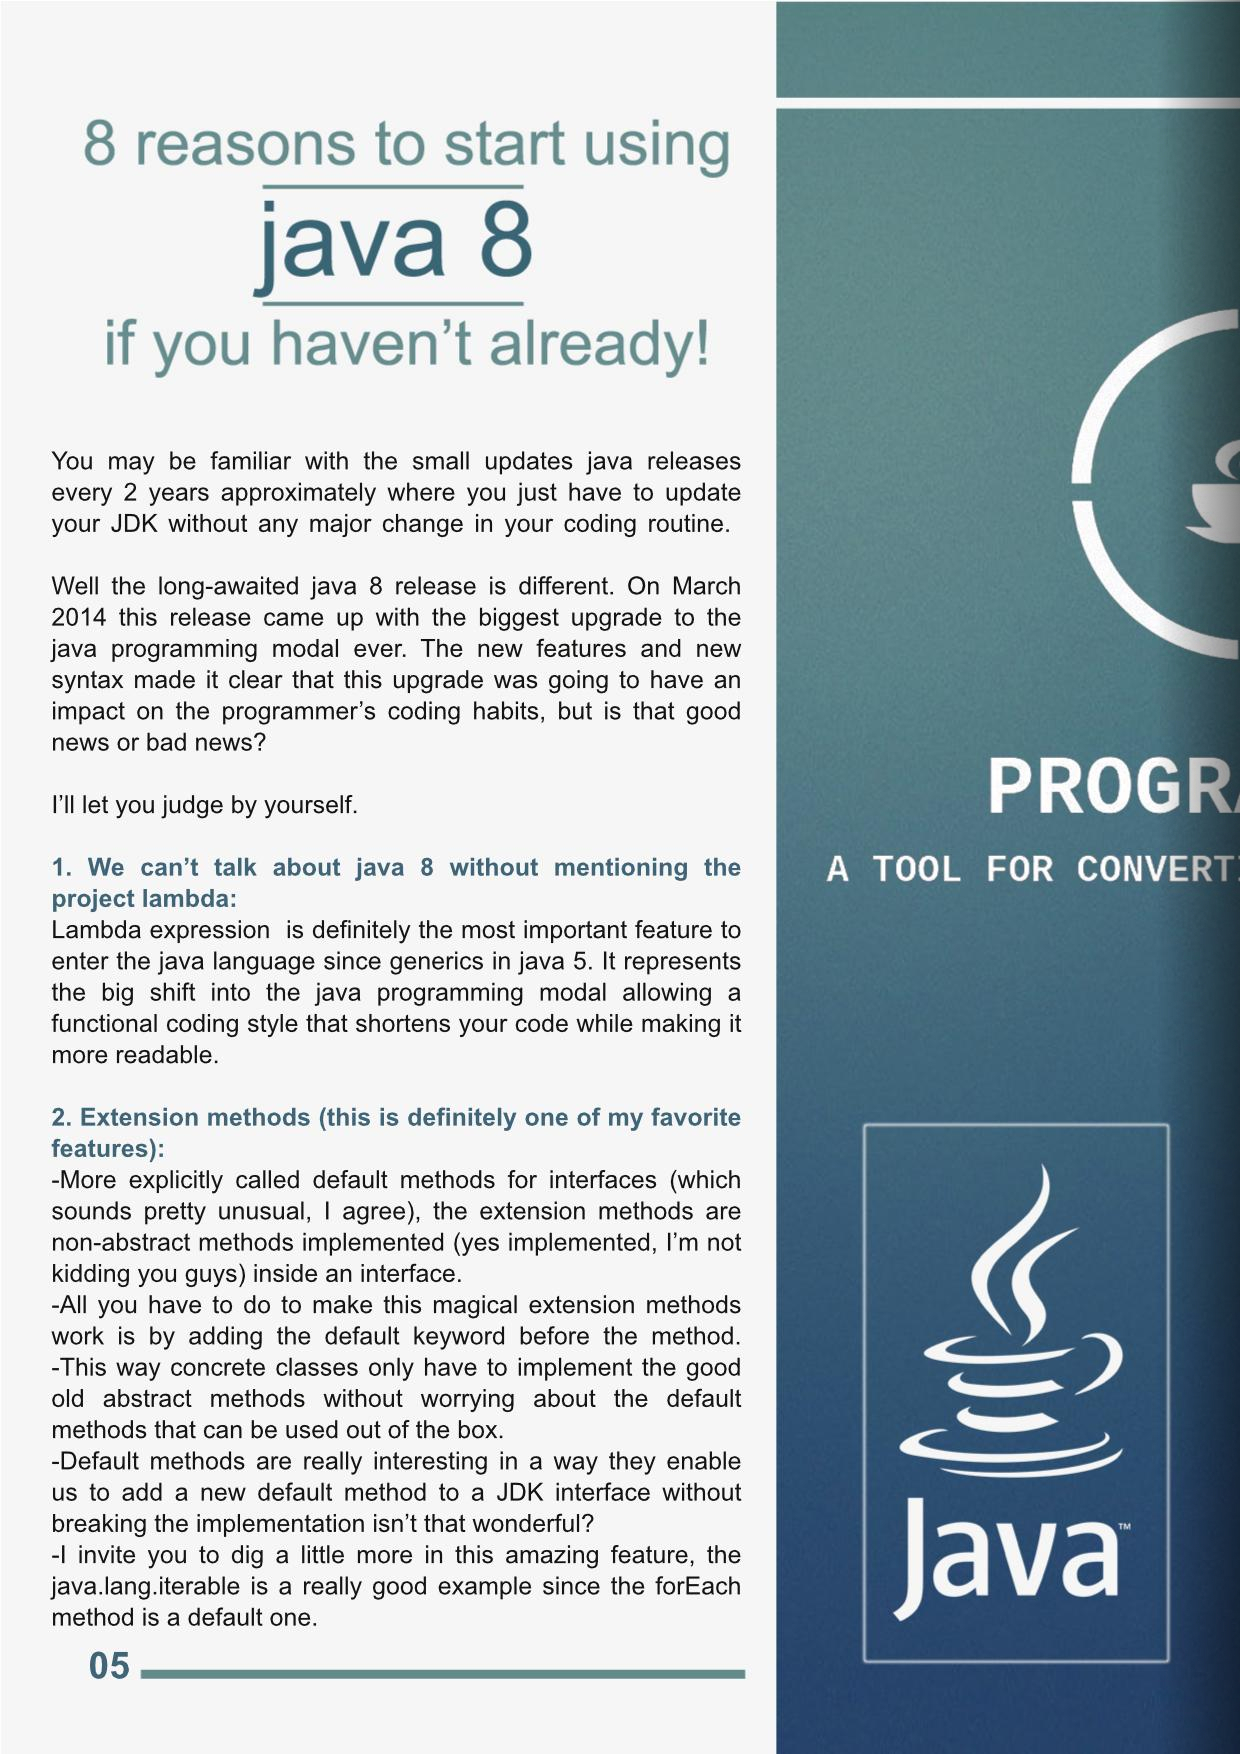 8 reasons to start using
java 8
if you haven’t already!
You may be familiar with the small updates java releases
every 2 years approximately where you just have to update
your JDK without any major change in your coding routine.
Well the long-awaited java 8 release is different. On March
2014 this release came up with the biggest upgrade to the
java programming modal ever. The new features and new
syntax made it clear that this upgrade was going to have an
impact on the programmer’s coding habits, but is that good
news or bad news?
I’ll let you judge by yourself.
1. We can’t talk about java 8 without mentioning the
project lambda:
Lambda expression  is definitely the most important feature to
enter the java language since generics in java 5. It represents
the big shift into the java programming modal allowing a
functional coding style that shortens your code while making it
more readable.
2. Extension methods (this is definitely one of my favorite
features):
-More explicitly called default methods for interfaces (which
sounds pretty unusual, I agree), the extension methods are
non-abstract methods implemented (yes implemented, I’m not
kidding you guys) inside an interface.
-All you have to do to make this magical extension methods
work is by adding the default keyword before the method.
-This way concrete classes only have to implement the good
old abstract methods without worrying about the default
methods that can be used out of the box.
-Default methods are really interesting in a way they enable
us to add a new default method to a JDK interface without
breaking the implementation isn’t that wonderful?
-I invite you to dig a little more in this amazing feature, the
java.lang.iterable is a really good example since the forEach
method is a default one.
05
PROGRA
A TOOL FOR CONVERTI
Java™